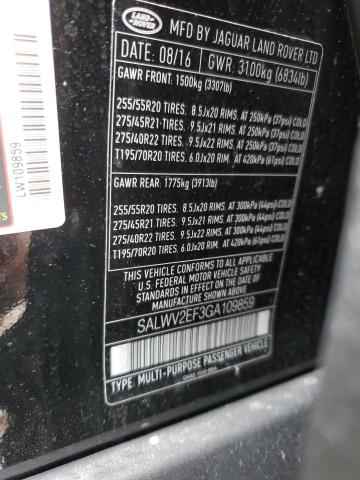 LAND ROVER
MFD BY JAGUAR LAND ROVER LTD
DATE: 08/16 GWR: 3100kg (6834lb)
GAWR FRONT: 1500kg (3307lb)
255/55R20 TIRES. 8.5Jx20 RIMS. AT 250kPa (37psi) COLD
275/45R21 TIRES. 9.5Jx21 RIMS. AT 250kPa (37psi) COLD
275/40R22 TIRES. 9.5Jx22 RIMS. AT 250kPa (37psi) COLD
T195/70R20 TIRES. 6.0Jx20 RIM. AT 420kPa (61psi) COLD
GAWR REAR: 1775kg (3913lb)
255/55R20 TIRES. 8.5Jx20 RIMS. AT 300kPa (44psi) COLD
275/45R21 TIRES. 9.5Jx21 RIMS. AT 300kPa (44psi) COLD
275/40R22 TIRES. 9.5Jx22 RIMS. AT 300kPa (44psi) COLD
T195/70R20 TIRES. 6.0Jx20 RIM. AT 420kPa (61psi) COLD
THIS VEHICLE CONFORMS TO ALL APPLICABLE
U.S. FEDERAL MOTOR VEHICLE SAFETY
STANDARDS IN EFFECT ON THE DATE OF
MANUFACTURE SHOWN ABOVE
SALWV2EF3GA109859
TYPE: MULTI-PURPOSE PASSENGER VEHICLE
LW109859